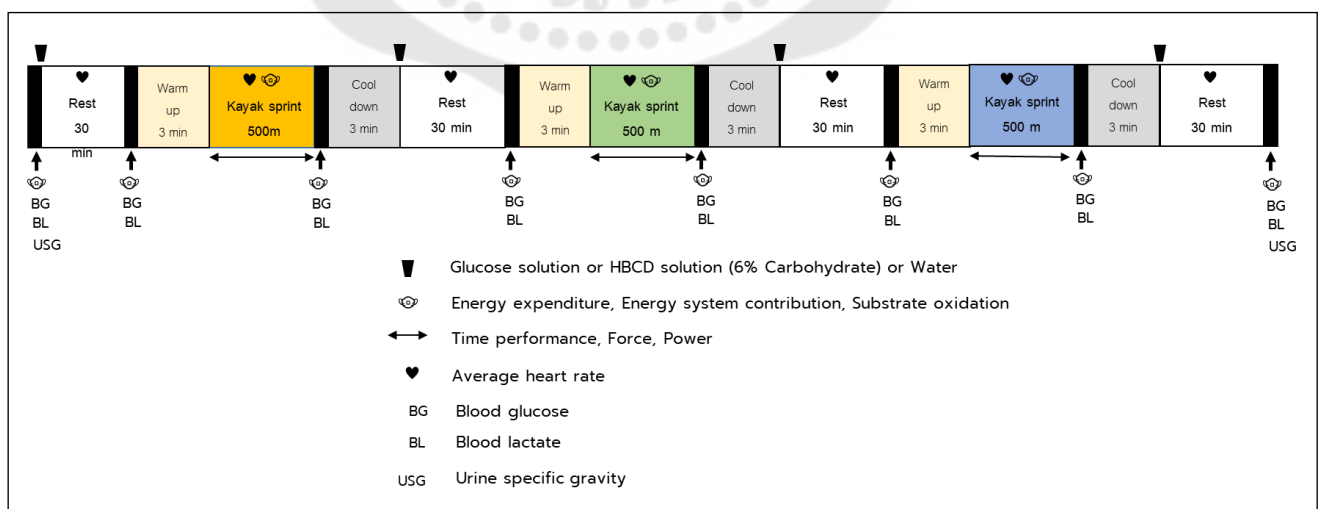 Rest
30
min
Warm
up
3 min
Kayak sprint
500m
Cool
down
3 min
Rest
30 min
Warm
up
3 min
Kayak sprint
500 m
Cool
down
3 min
Rest
30 min
Warm
up
3 min
Kayak sprint
500 m
Cool
down
3 min
Rest
30 min
BG
BL
USG
BG
BL
BG
BL
BG
BL
BG
BL
BG
BL
BG
BL
BG
BL
USG
Glucose solution or HBCD solution (6% Carbohydrate) or Water
Energy expenditure, Energy system contribution, Substrate oxidation
Time performance, Force, Power
Average heart rate
BG Blood glucose
BL Blood lactate
USG Urine specific gravity